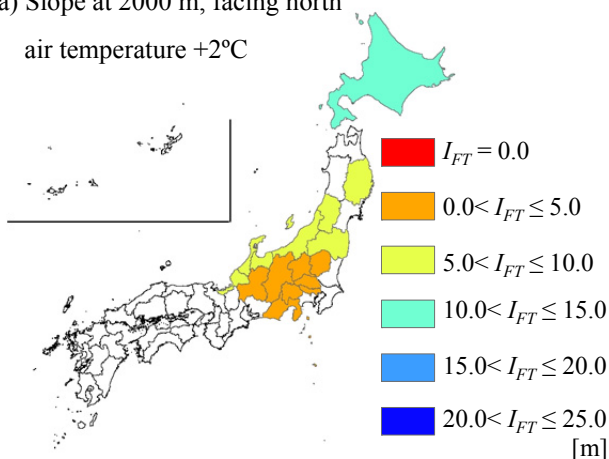 a) Slope at 2000 m, facing north
air temperature +2ºC
I_FT = 0.0
0.0< I_FT ≤ 5.0
5.0< I_FT ≤ 10.0
10.0< I_FT ≤ 15.0
15.0< I_FT ≤ 20.0
20.0< I_FT ≤ 25.0
[m]